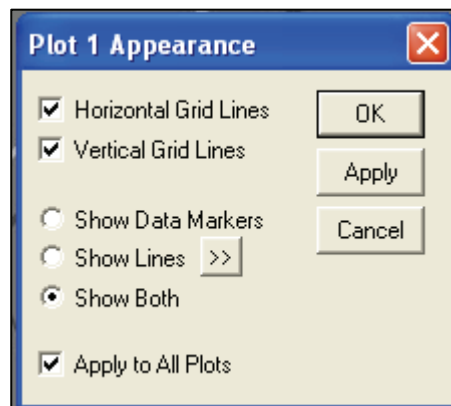 Plot 1 Appearance
Horizontal Grid Lines
Vertical Grid Lines
Show Data Markers
Show Lines >>
Show Both
Apply to All Plots
OK
Apply
Cancel